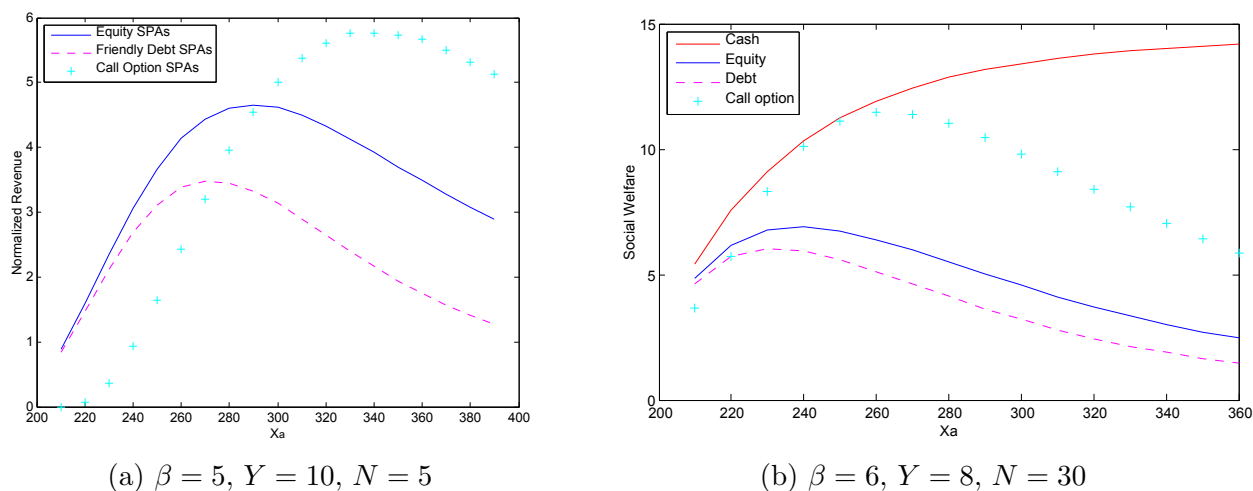 6
5
4
3
2
1
0
Normalized Revenue
Equity SPAs
Friendly Debt SPAs
Call Option SPAs
200 220 240 260 280 300 320 340 360 380 400
Xa
(a) β = 5, Y = 10, N = 5
15
10
5
0
Social Welfare
Cash
Equity
Debt
Call option
200 220 240 260 280 300 320 340 360
Xa
(b) β = 6, Y = 8, N = 30